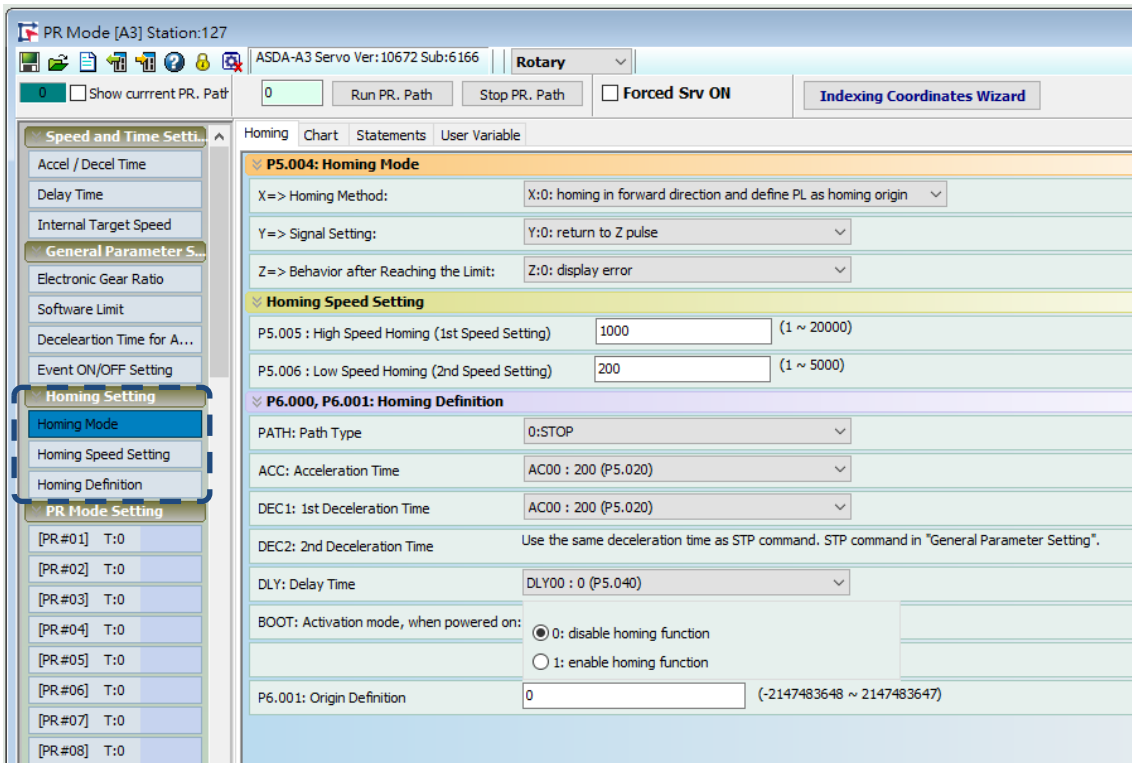 PR Mode [A3] Station:127
ASDA-A3 Servo Ver:10672 Sub:6166
Rotary
0
Show currrent PR. Path
0
Run PR. Path
Stop PR. Path
Forced Srv ON
Indexing Coordinates Wizard
Speed and Time Setti...
Accel / Decel Time
Delay Time
Internal Target Speed
General Parameter S...
Electronic Gear Ratio
Software Limit
Deceleartion Time for A...
Event ON/OFF Setting
Homing Setting
Homing Mode
Homing Speed Setting
Homing Definition
PR Mode Setting
[PR#01] T:0
[PR#02] T:0
[PR#03] T:0
[PR#04] T:0
[PR#05] T:0
[PR#06] T:0
[PR#07] T:0
[PR#08] T:0
Homing Chart Statements User Variable
P5.004: Homing Mode
X=> Homing Method: X:0: homing in forward direction and define PL as homing origin
Y=> Signal Setting: Y:0: return to Z pulse
Z=> Behavior after Reaching the Limit: Z:0: display error
Homing Speed Setting
P5.005 : High Speed Homing (1st Speed Setting) 1000 (1 ~ 20000)
P5.006 : Low Speed Homing (2nd Speed Setting) 200 (1 ~ 5000)
P6.000, P6.001: Homing Definition
PATH: Path Type 0:STOP
ACC: Acceleration Time AC00 : 200 (P5.020)
DEC1: 1st Deceleration Time AC00 : 200 (P5.020)
DEC2: 2nd Deceleration Time Use the same deceleration time as STP command. STP command in "General Parameter Setting".
DLY: Delay Time DLY00 : 0 (P5.040)
BOOT: Activation mode, when powered on:
0: disable homing function
1: enable homing function
P6.001: Origin Definition 0 (-2147483648 ~ 2147483647)